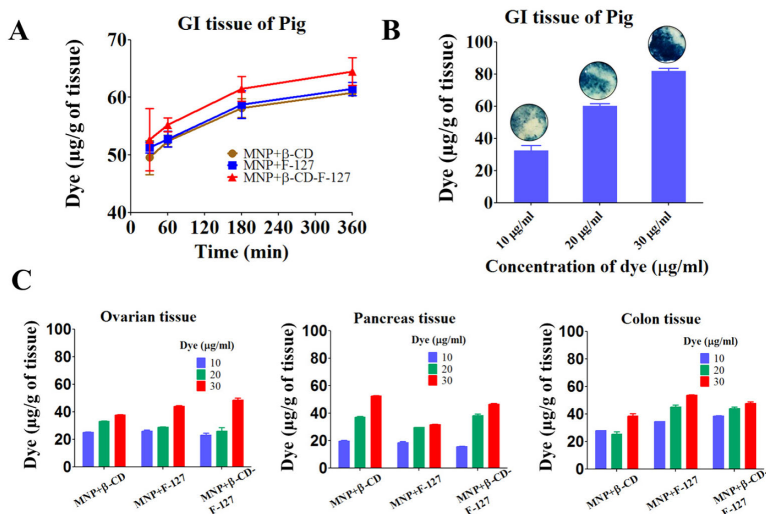 A
GI tissue of Pig
Dye (µg/g of tissue)
70
60
50
40
0 60 120 180 240 300 360
Time (min)
MNP+β-CD
MNP+F-127
MNP+β-CD-F-127
B
GI tissue of Pig
Dye (µg/g of tissue)
100
80
60
40
20
0
10 µg/ml
20 µg/ml
30 µg/ml
Concentration of dye (µg/ml)
C
Ovarian tissue
Dye (µg/g of tissue)
100
80
60
40
20
0
Dye (µg/ml)
10
20
30
MNP+β-CD
MNP+F-127
MNP+β-CD-
F-127
Pancreas tissue
Dye (µg/g of tissue)
100
80
60
40
20
0
Dye (µg/ml)
10
20
30
MNP+β-CD
MNP+F-127
MNP+β-CD-
F-127
Colon tissue
Dye (µg/g of tissue)
100
80
60
40
20
0
Dye (µg/ml)
10
20
30
MNP+β-CD
MNP+F-127
MNP+β-CD-
F-127